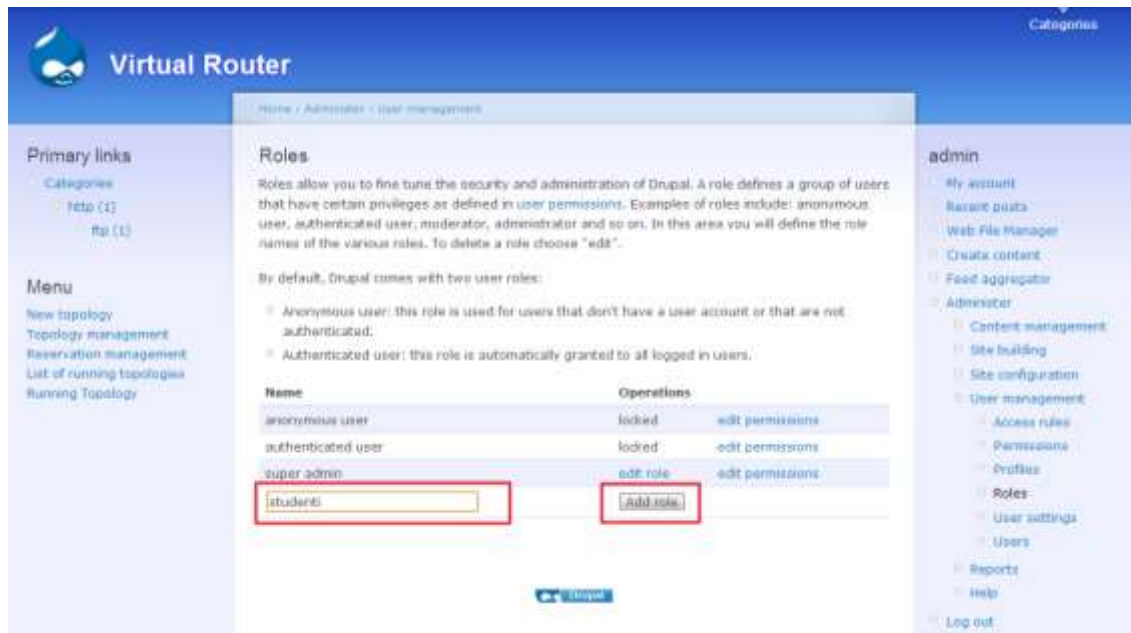 Categories
Virtual Router
Home › Administer › User management
Primary links
Categories
http (1)
ftp (1)
Menu
New topology
Topology management
Reservation management
List of running topologies
Running Topology
Roles
Roles allow you to fine tune the security and administration of Drupal. A role defines a group of users
that have certain privileges as defined in user permissions. Examples of roles include: anonymous
user, authenticated user, moderator, administrator and so on. In this area you will define the role
names of the various roles. To delete a role choose "edit".
By default, Drupal comes with two user roles:
Anonymous user: this role is used for users that don't have a user account or that are not
authenticated.
Authenticated user: this role is automatically granted to all logged in users.
Name Operations
anonymous user locked edit permissions
authenticated user locked edit permissions
super admin edit role edit permissions
studenti Add role
Drupal
admin
My account
Recent posts
Web File Manager
Create content
Feed aggregator
Administer
Content management
Site building
Site configuration
User management
Access rules
Permissions
Profiles
Roles
User settings
Users
Reports
Help
Log out